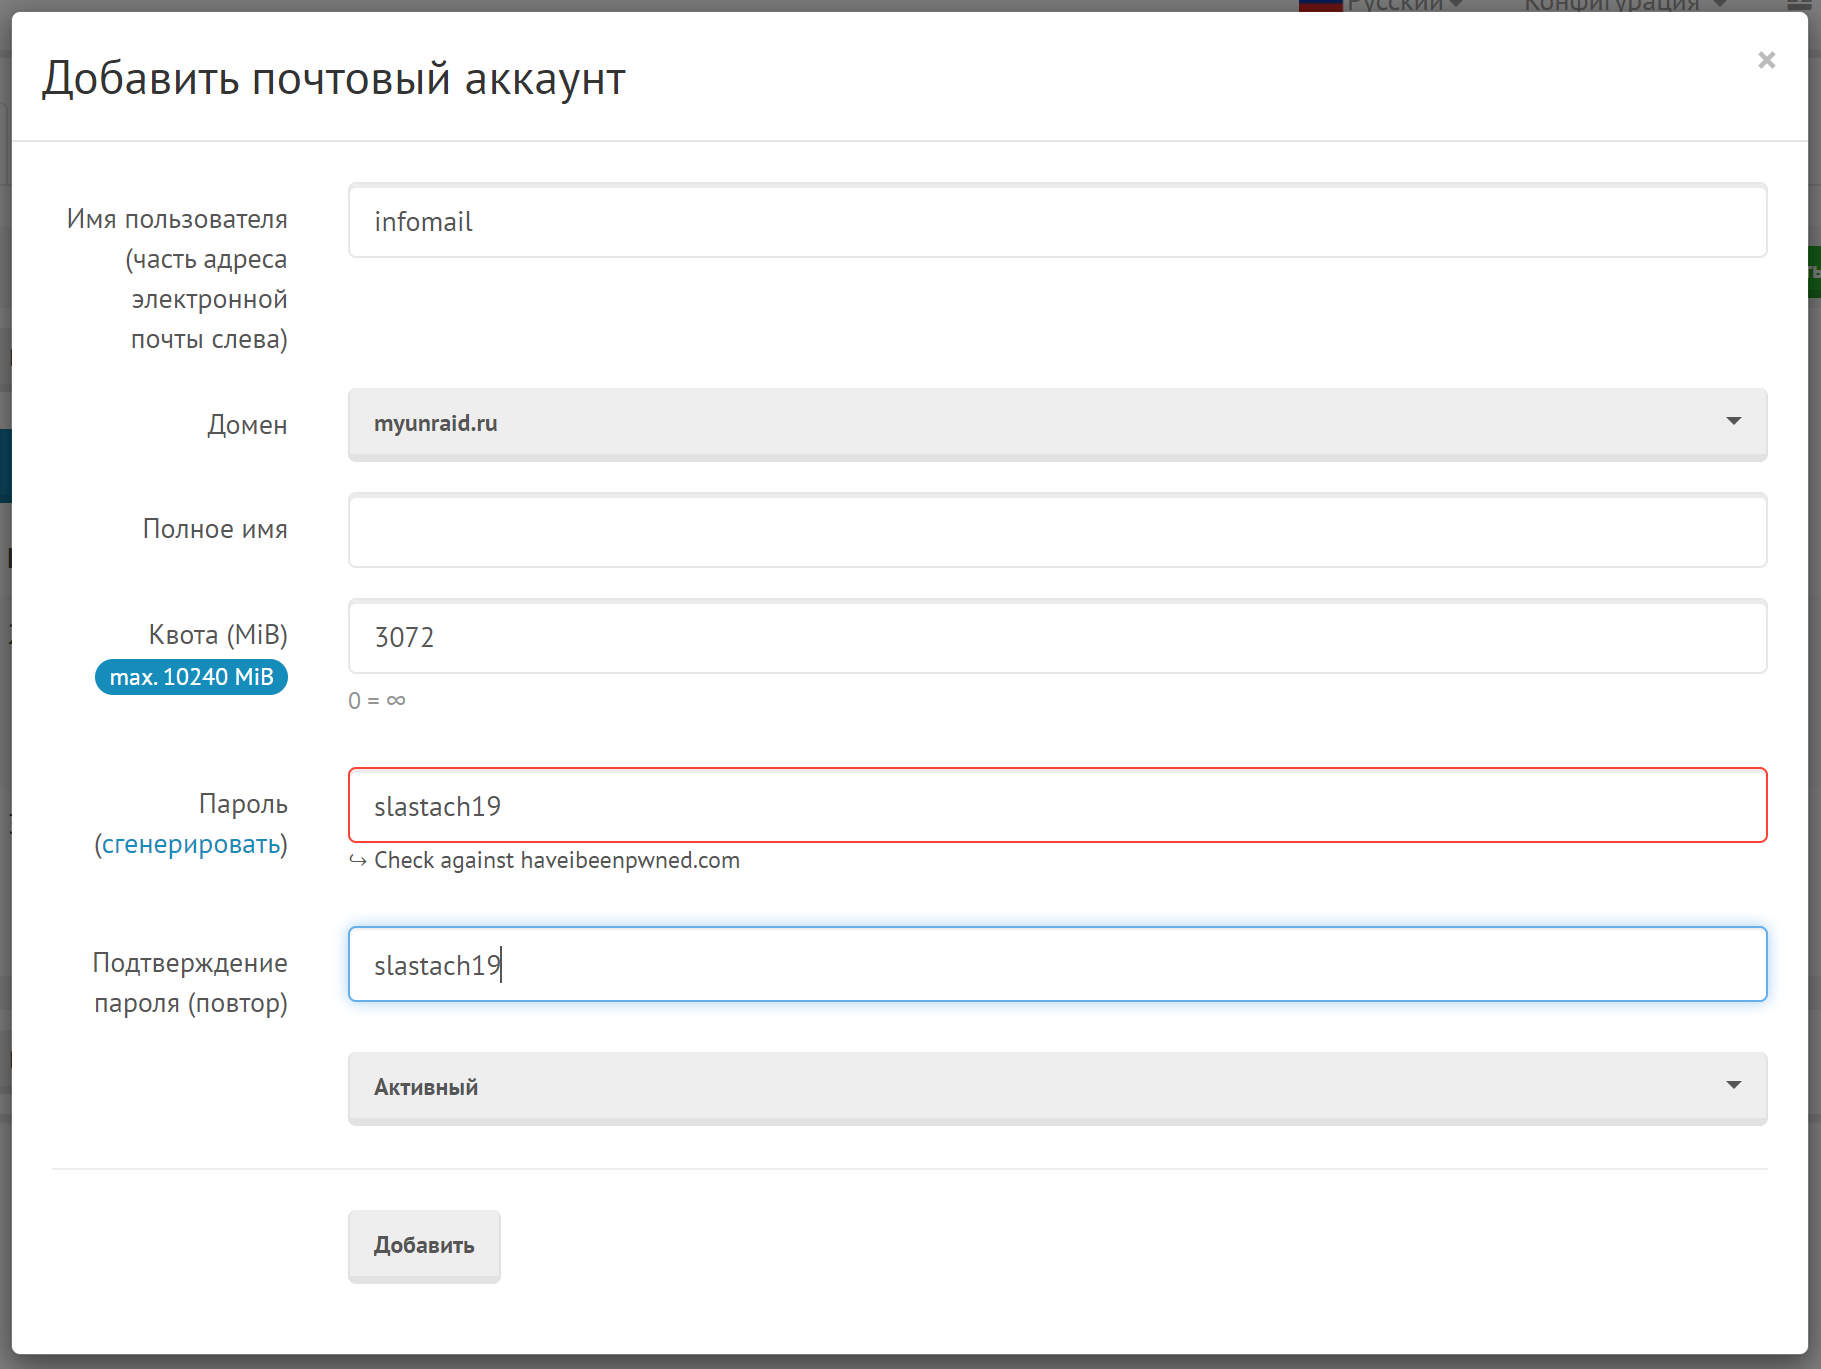 Русский
Конфигурация
Добавить почтовый аккаунт
×
Имя пользователя
(часть адреса
электронной
почты слева)
infomail
Домен
myunraid.ru
Полное имя
Квота (MiB)
max. 10240 MiB
3072
0 = ∞
Пароль
(сгенерировать)
slastach19
↪ Check against haveibeenpwned.com
Подтверждение
пароля (повтор)
slastach19
Активный
Добавить